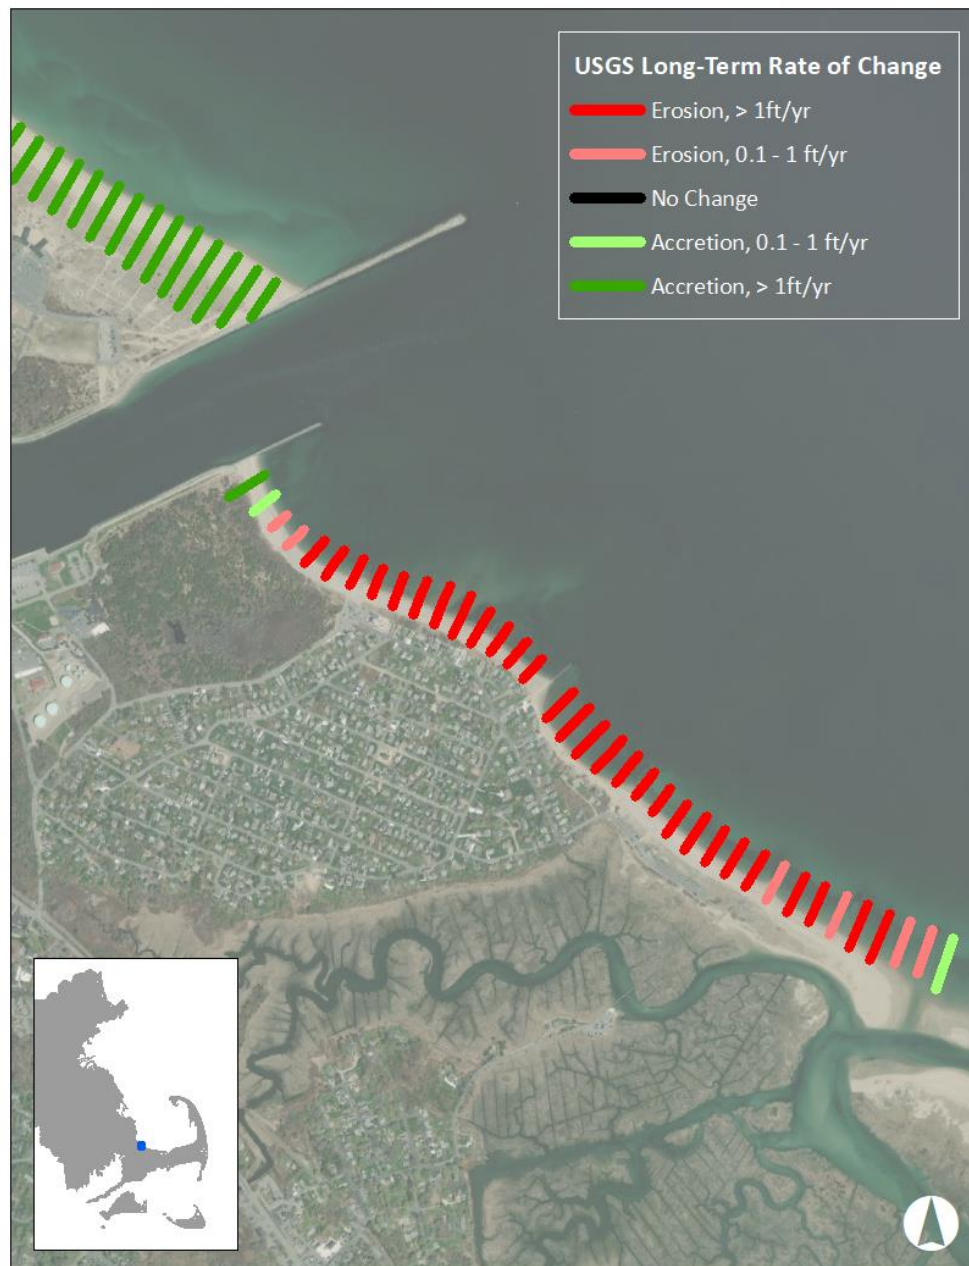 USGS Long-Term Rate of Change
Erosion, > 1ft/yr
Erosion, 0.1 - 1 ft/yr
No Change
Accretion, 0.1 - 1 ft/yr
Accretion, > 1ft/yr